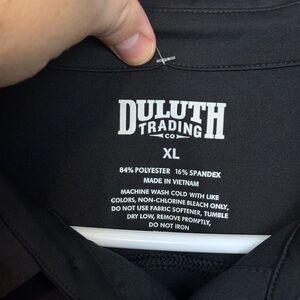 DULUTH
TRADING
CO
XL
84% POLYESTER 16% SPANDEX
MADE IN VIETNAM
MACHINE WASH COLD WITH LIKE
COLORS, NON-CHLORINE BLEACH ONLY,
DO NOT USE FABRIC SOFTENER, TUMBLE
DRY LOW, REMOVE PROMPTLY,
DO NOT IRON